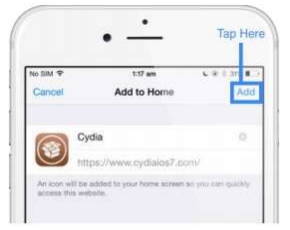 Tap Here
No SIM 1:17 am
Cancel Add to Home Add
Cydia
https://www.cydiaios7.com/
An icon will be added to your home screen so you can quickly
access this website.